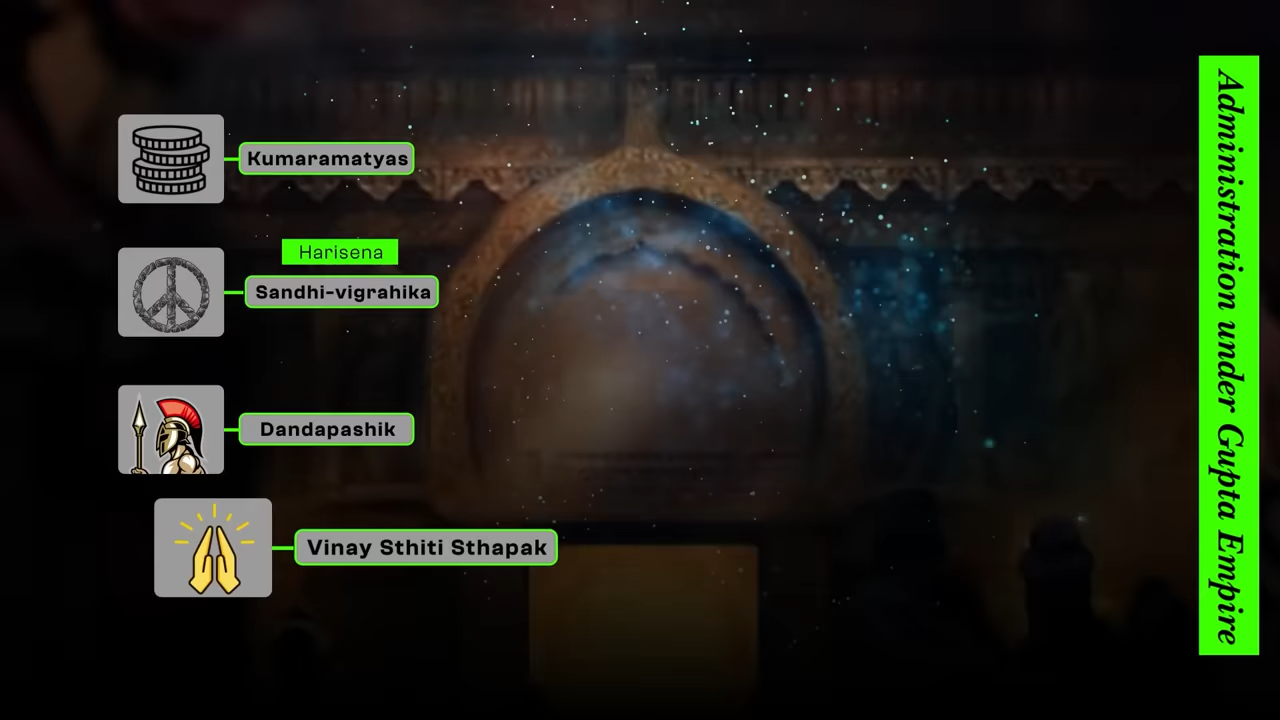 Kumaramatyas
Harisena
Sandhi-vigrahika
Dandapashik
Vinay Sthiti Sthapak
Administration under Gupta Empire